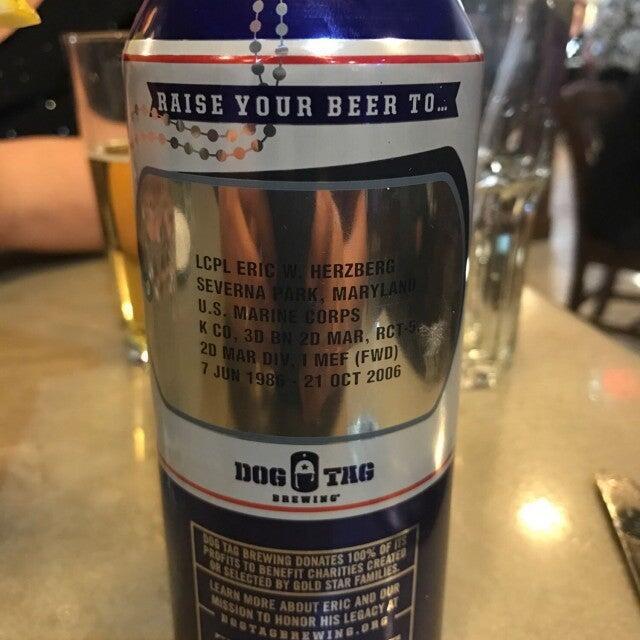 RAISE YOUR BEER TO...
LCPL ERIC W. HERZBERG
SEVERNA PARK, MARYLAND
U.S. MARINE CORPS
K CO, 3D BN 2D MAR, RCT-5,
2D MAR DIV, I MEF (FWD)
7 JUN 1986 - 21 OCT 2006
DOG TAG
BREWING
DOG TAG BREWING DONATES 100% OF ITS
PROFITS TO BENEFIT CHARITIES CREATED
OR SELECTED BY GOLD STAR FAMILIES.
LEARN MORE ABOUT ERIC AND OUR
MISSION TO HONOR HIS LEGACY AT
DOGTAGBREWING.ORG